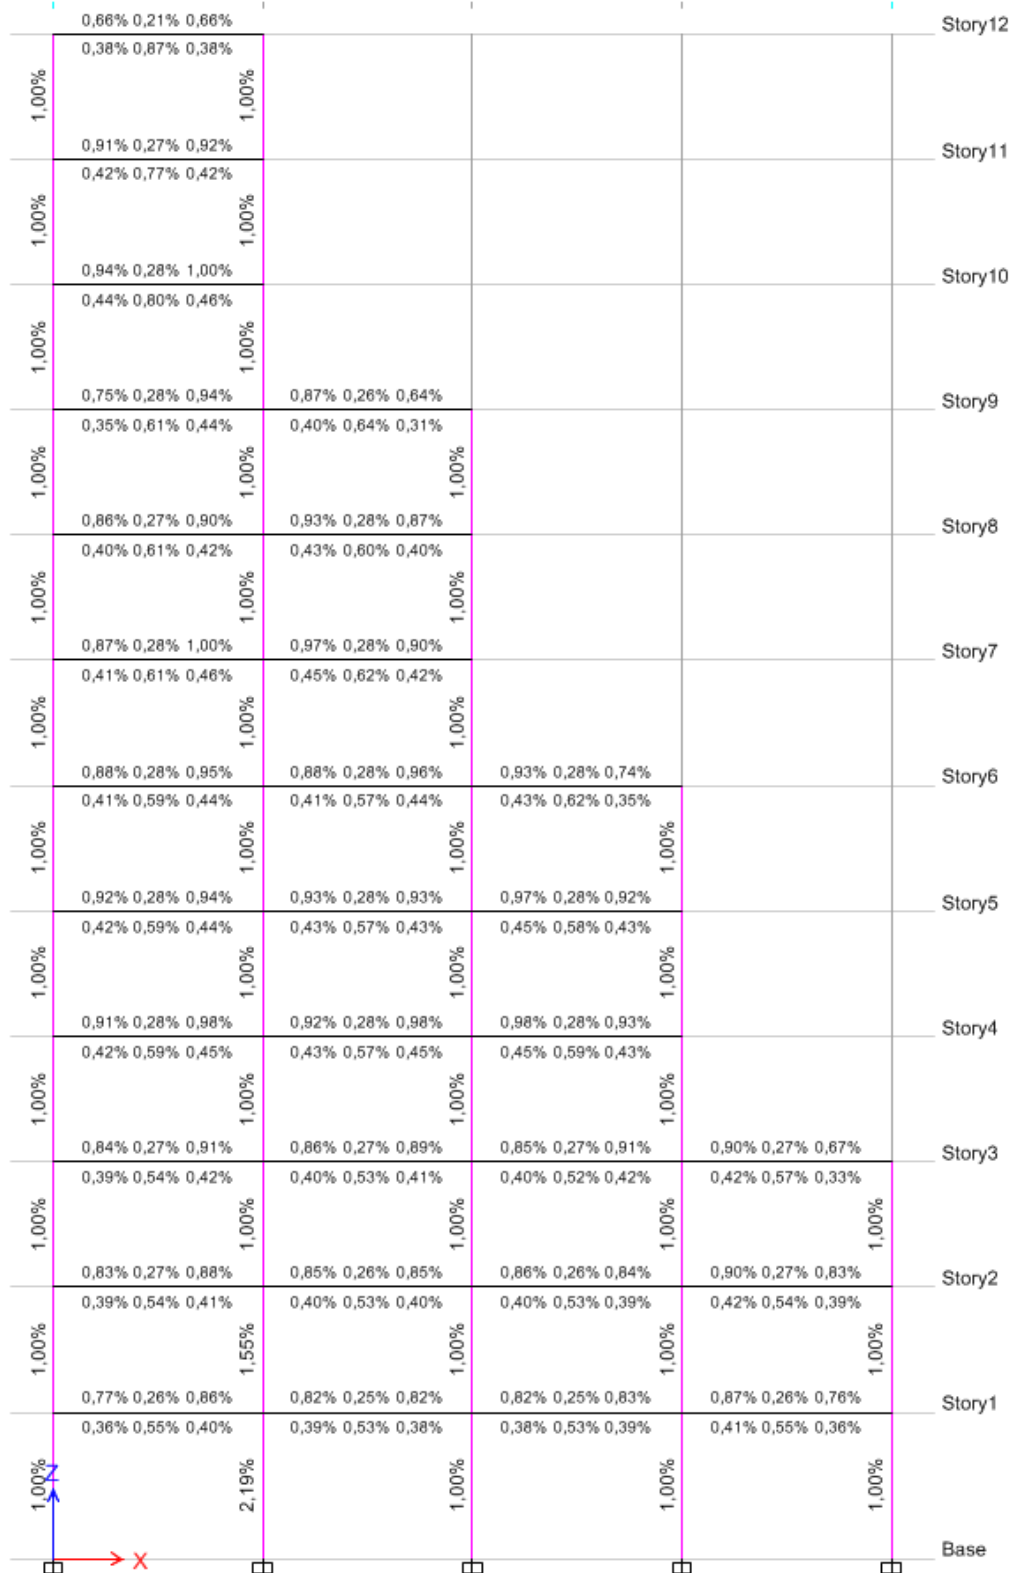 0,66% 0,21% 0,66% Story12
0,38% 0,87% 0,38%
1,00% 1,00%
0,91% 0,27% 0,92% Story11
0,42% 0,77% 0,42%
1,00% 1,00%
0,94% 0,28% 1,00% Story10
0,44% 0,80% 0,46%
1,00% 1,00%
0,75% 0,28% 0,94% 0,87% 0,26% 0,64% Story9
0,35% 0,61% 0,44% 0,40% 0,64% 0,31%
1,00% 1,00% 1,00%
0,86% 0,27% 0,90% 0,93% 0,28% 0,87% Story8
0,40% 0,61% 0,42% 0,43% 0,60% 0,40%
1,00% 1,00% 1,00%
0,87% 0,28% 1,00% 0,97% 0,28% 0,90% Story7
0,41% 0,61% 0,46% 0,45% 0,62% 0,42%
1,00% 1,00% 1,00%
0,88% 0,28% 0,95% 0,88% 0,28% 0,96% 0,93% 0,28% 0,74% Story6
0,41% 0,59% 0,44% 0,41% 0,57% 0,44% 0,43% 0,62% 0,35%
1,00% 1,00% 1,00% 1,00%
0,92% 0,28% 0,94% 0,93% 0,28% 0,93% 0,97% 0,28% 0,92% Story5
0,42% 0,59% 0,44% 0,43% 0,57% 0,43% 0,45% 0,58% 0,43%
1,00% 1,00% 1,00% 1,00%
0,91% 0,28% 0,98% 0,92% 0,28% 0,98% 0,98% 0,28% 0,93% Story4
0,42% 0,59% 0,45% 0,43% 0,57% 0,45% 0,45% 0,59% 0,43%
1,00% 1,00% 1,00% 1,00%
0,84% 0,27% 0,91% 0,86% 0,27% 0,89% 0,85% 0,27% 0,91% 0,90% 0,27% 0,67% Story3
0,39% 0,54% 0,42% 0,40% 0,53% 0,41% 0,40% 0,52% 0,42% 0,42% 0,57% 0,33%
1,00% 1,00% 1,00% 1,00% 1,00%
0,83% 0,27% 0,88% 0,85% 0,26% 0,85% 0,86% 0,26% 0,84% 0,90% 0,27% 0,83% Story2
0,39% 0,54% 0,41% 0,40% 0,53% 0,40% 0,40% 0,53% 0,39% 0,42% 0,54% 0,39%
1,00% 1,55% 1,00% 1,00% 1,00%
0,77% 0,26% 0,86% 0,82% 0,25% 0,82% 0,82% 0,25% 0,83% 0,87% 0,26% 0,76% Story1
0,36% 0,55% 0,40% 0,39% 0,53% 0,38% 0,38% 0,53% 0,39% 0,41% 0,55% 0,36%
1,00% 2,19% 1,00% 1,00% 1,00%
Z
X Base